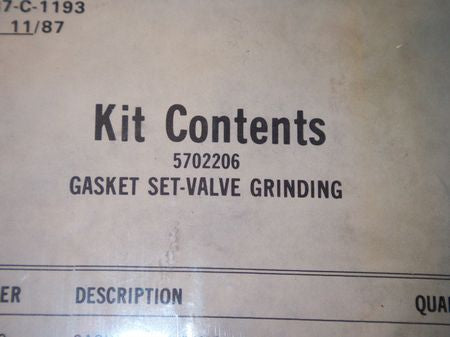 7-C-1193
11/87
Kit Contents
5702206
GASKET SET-VALVE GRINDING
ER DESCRIPTION QUA